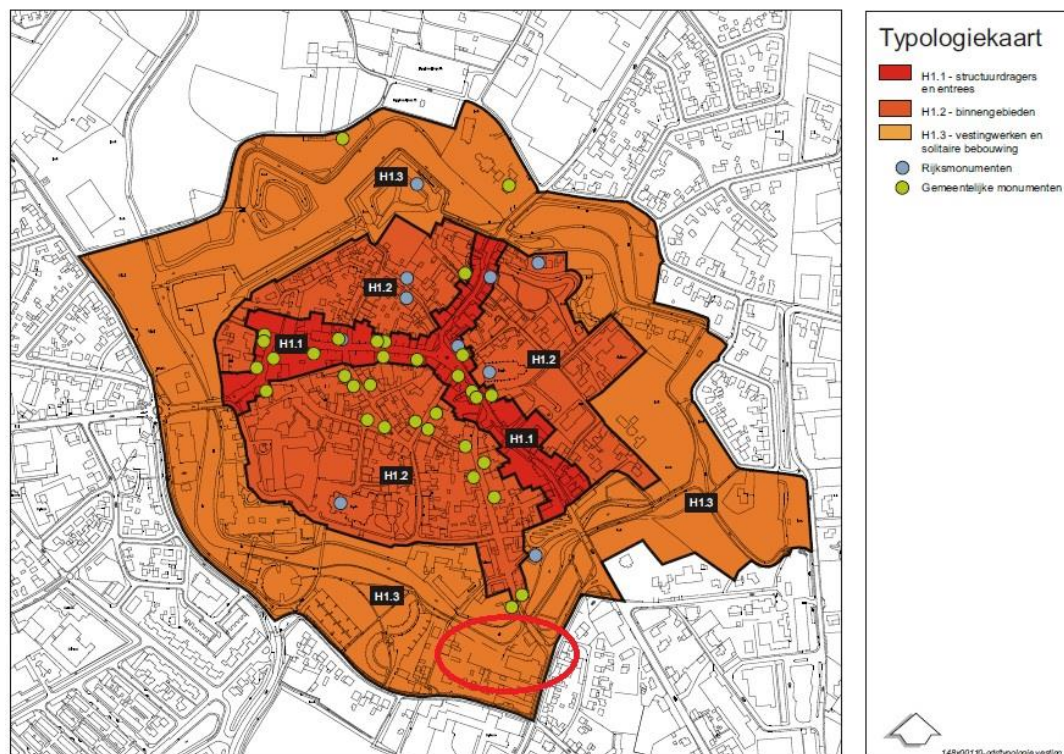 Typologiekaart
H1.1 - structuurdragers
en entrees
H1.2 - binnengebieden
H1.3 - vestingwerken en
solitaire bebouwing
Rijksmonumenten
Gemeentelijke monumenten
H1.3
H1.2
H1.1
H1.2
H1.1
H1.2
H1.3
H1.3